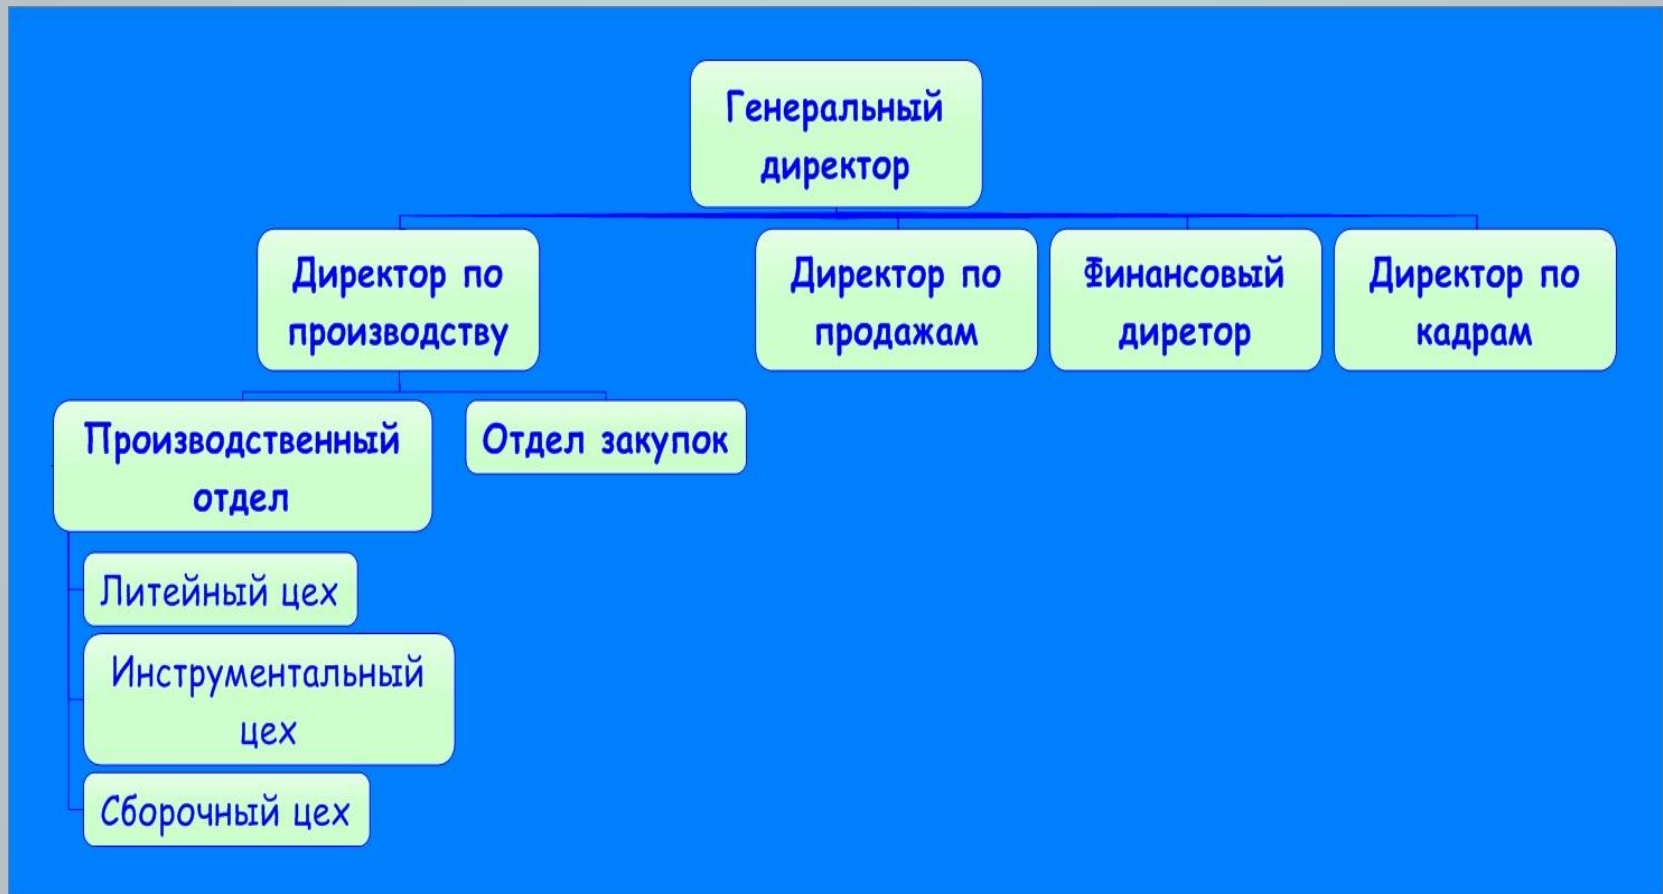 Генеральный
директор
Директор по
производству
Директор по
продажам
Финансовый
диретор
Директор по
кадрам
Производственный
отдел
Отдел закупок
Литейный цех
Инструментальный
цех
Сборочный цех